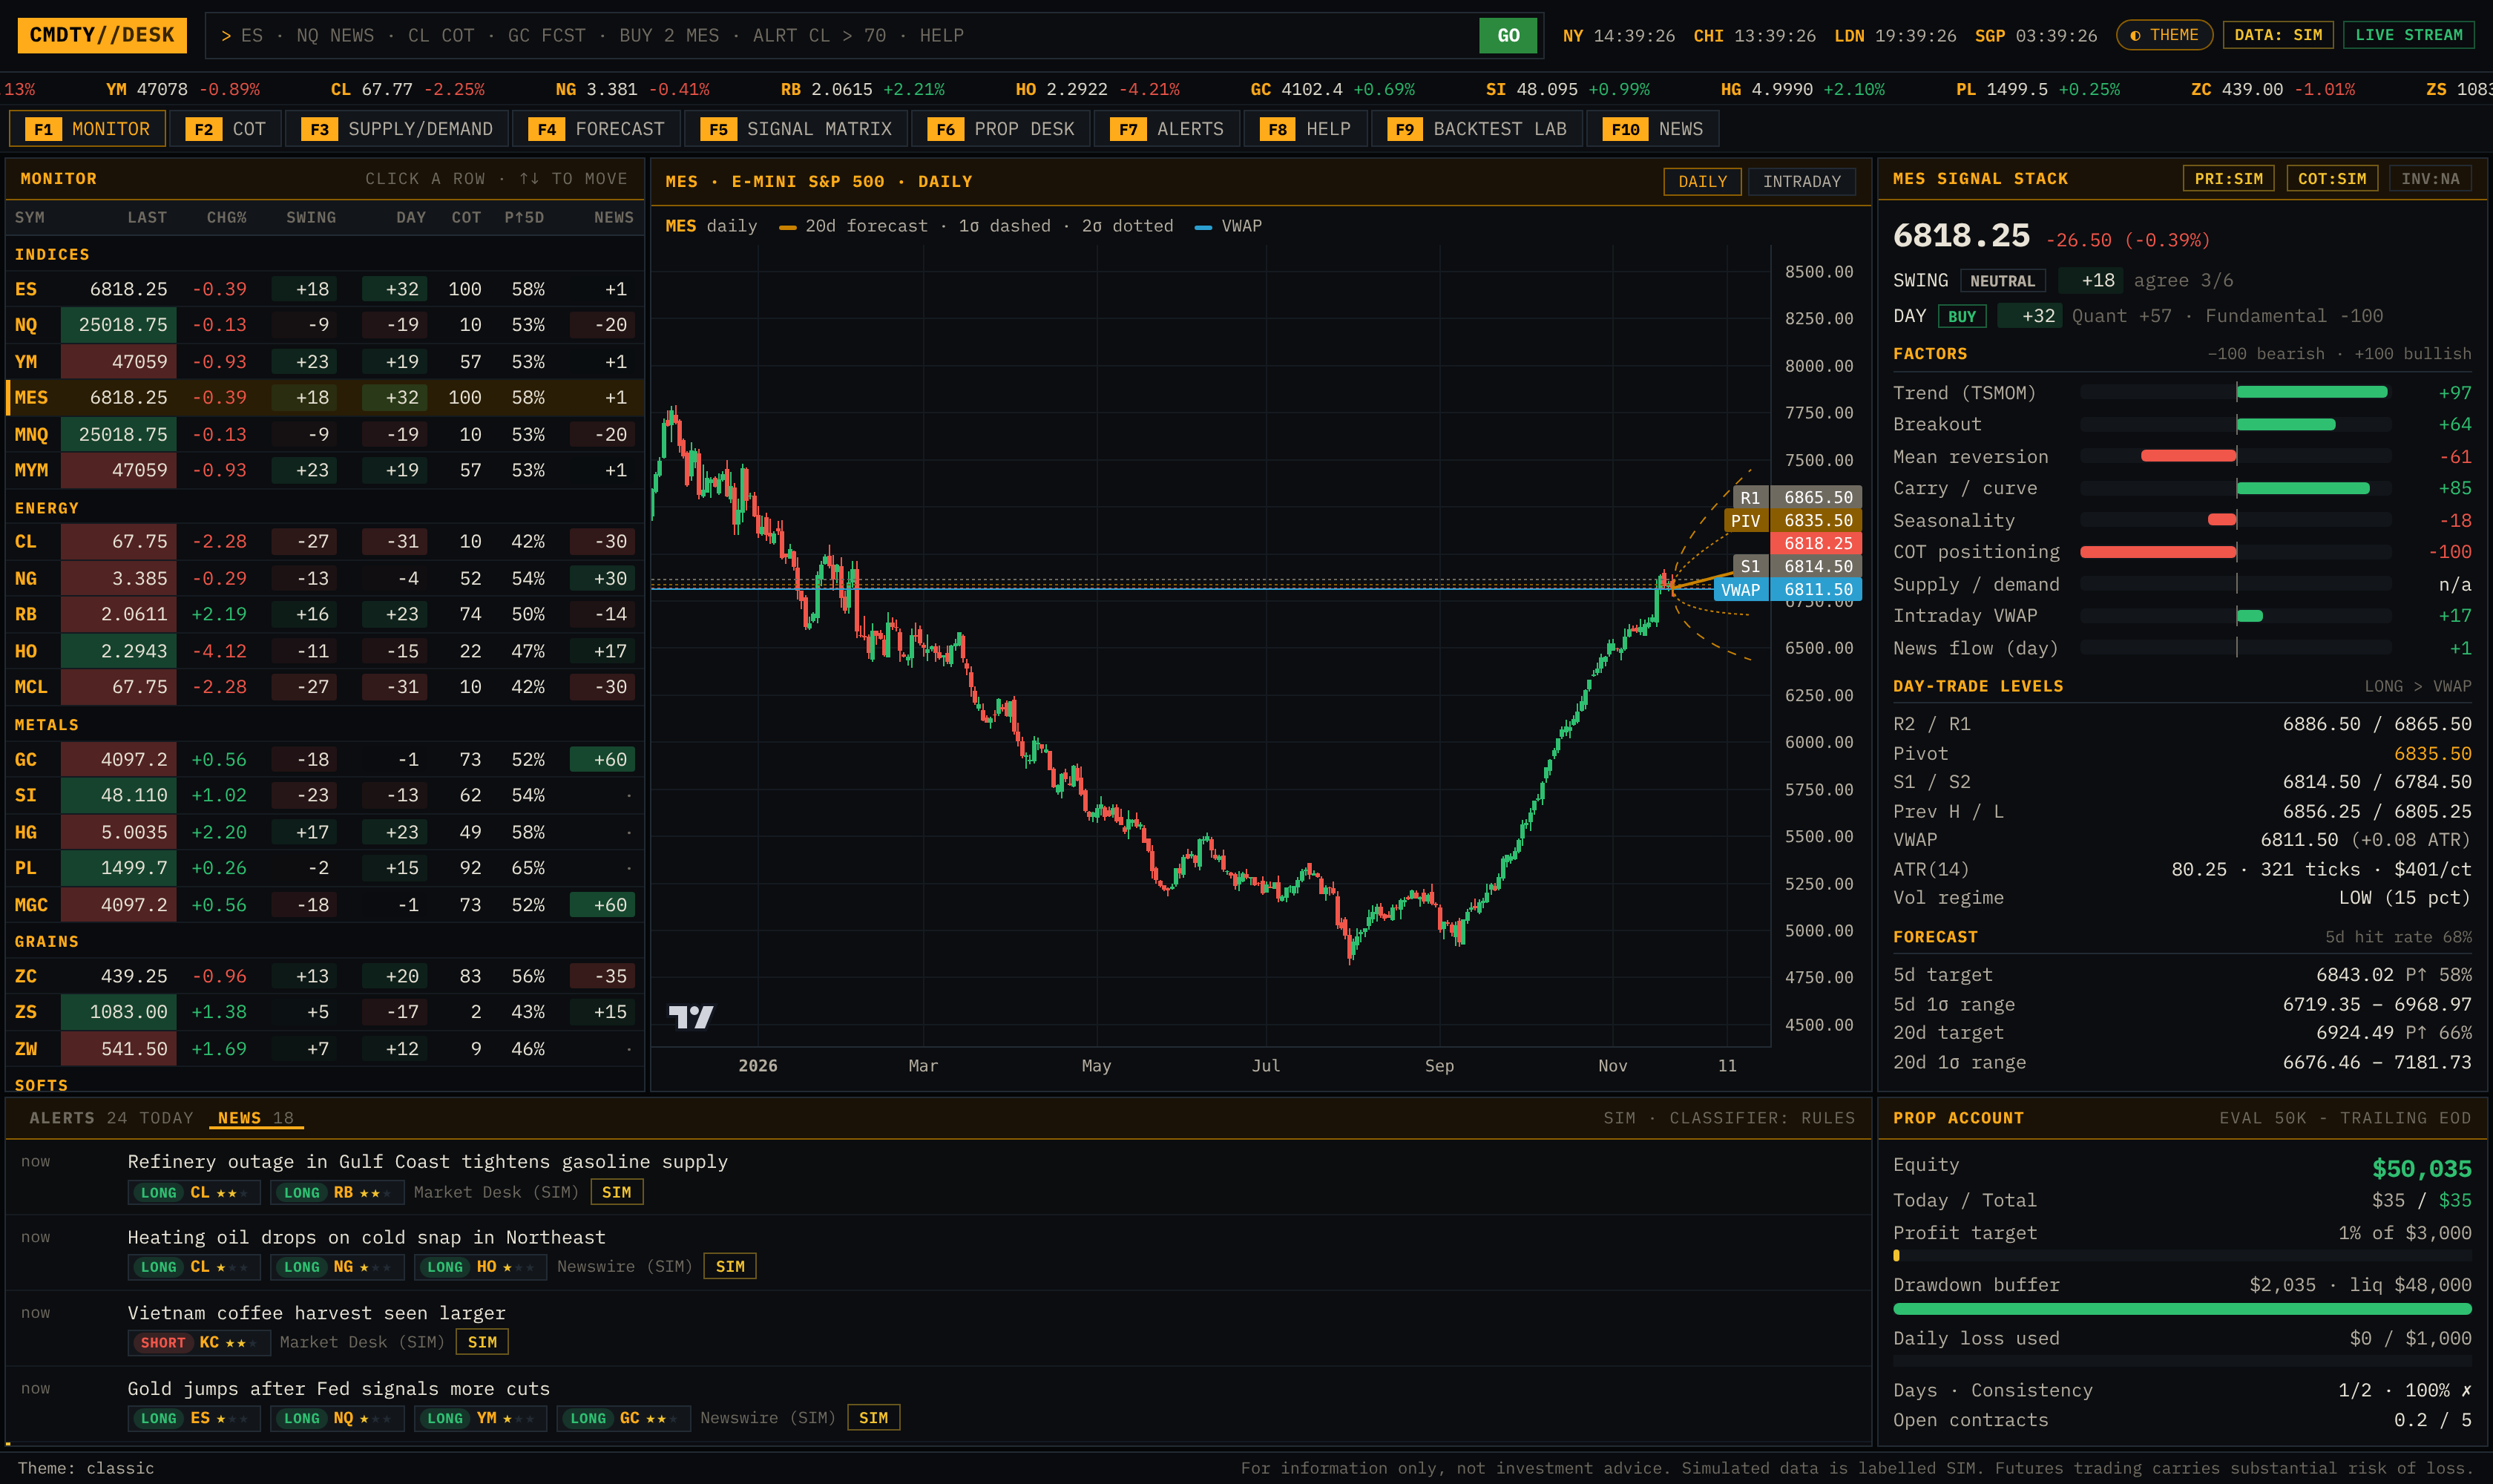 CMDTY//DESK > ES · NQ NEWS · CL COT · GC FCST · BUY 2 MES · ALRT CL > 70 · HELP GO NY 14:39:26 CHI 13:39:26 LDN 19:39:26 SGP 03:39:26 ◐ THEME DATA: SIM LIVE STREAM
.13% YM 47078 -0.89% CL 67.77 -2.25% NG 3.381 -0.41% RB 2.0615 +2.21% HO 2.2922 -4.21% GC 4102.4 +0.69% SI 48.095 +0.99% HG 4.9990 +2.10% PL 1499.5 +0.25% ZC 439.00 -1.01% ZS 1083
F1 MONITOR F2 COT F3 SUPPLY/DEMAND F4 FORECAST F5 SIGNAL MATRIX F6 PROP DESK F7 ALERTS F8 HELP F9 BACKTEST LAB F10 NEWS
MONITOR CLICK A ROW · ↑↓ TO MOVE
SYM LAST CHG% SWING DAY COT P↑5D NEWS
INDICES
ES 6818.25 -0.39 +18 +32 100 58% +1
NQ 25018.75 -0.13 -9 -19 10 53% -20
YM 47059 -0.93 +23 +19 57 53% +1
MES 6818.25 -0.39 +18 +32 100 58% +1
MNQ 25018.75 -0.13 -9 -19 10 53% -20
MYM 47059 -0.93 +23 +19 57 53% +1
ENERGY
CL 67.75 -2.28 -27 -31 10 42% -30
NG 3.385 -0.29 -13 -4 52 54% +30
RB 2.0611 +2.19 +16 +23 74 50% -14
HO 2.2943 -4.12 -11 -15 22 47% +17
MCL 67.75 -2.28 -27 -31 10 42% -30
METALS
GC 4097.2 +0.56 -18 -1 73 52% +60
SI 48.110 +1.02 -23 -13 62 54% ·
HG 5.0035 +2.20 +17 +23 49 58% ·
PL 1499.7 +0.26 -2 +15 92 65% ·
MGC 4097.2 +0.56 -18 -1 73 52% +60
GRAINS
ZC 439.25 -0.96 +13 +20 83 56% -35
ZS 1083.00 +1.38 +5 -17 2 43% +15
ZW 541.50 +1.69 +7 +12 9 46% ·
SOFTS
MES · E-MINI S&P 500 · DAILY DAILY INTRADAY
MES daily 20d forecast · 1σ dashed · 2σ dotted VWAP
8500.00
8250.00
8000.00
7750.00
7500.00
R1 6865.50
PIV 6835.50
6818.25
S1 6814.50
VWAP 6811.50
6750.00
6500.00
6250.00
6000.00
5750.00
5500.00
5250.00
5000.00
4750.00
4500.00
2026 Mar May Jul Sep Nov 11
MES SIGNAL STACK PRI:SIM COT:SIM INV:NA
6818.25 -26.50 (-0.39%)
SWING NEUTRAL +18 agree 3/6
DAY BUY +32 Quant +57 · Fundamental -100
FACTORS −100 bearish · +100 bullish
Trend (TSMOM) +97
Breakout +64
Mean reversion -61
Carry / curve +85
Seasonality -18
COT positioning -100
Supply / demand n/a
Intraday VWAP +17
News flow (day) +1
DAY-TRADE LEVELS LONG > VWAP
R2 / R1 6886.50 / 6865.50
Pivot 6835.50
S1 / S2 6814.50 / 6784.50
Prev H / L 6856.25 / 6805.25
VWAP 6811.50 (+0.08 ATR)
ATR(14) 80.25 · 321 ticks · $401/ct
Vol regime LOW (15 pct)
FORECAST 5d hit rate 68%
5d target 6843.02 P↑ 58%
5d 1σ range 6719.35 – 6968.97
20d target 6924.49 P↑ 66%
20d 1σ range 6676.46 – 7181.73
ALERTS 24 TODAY NEWS 18 SIM · CLASSIFIER: RULES
now Refinery outage in Gulf Coast tightens gasoline supply
LONG CL ★★★ LONG RB ★★★ Market Desk (SIM) SIM
now Heating oil drops on cold snap in Northeast
LONG CL ★★★ LONG NG ★★★ LONG HO ★★★ Newswire (SIM) SIM
now Vietnam coffee harvest seen larger
SHORT KC ★★★ Market Desk (SIM) SIM
now Gold jumps after Fed signals more cuts
LONG ES ★★★ LONG NQ ★★★ LONG YM ★★★ LONG GC ★★★ Newswire (SIM) SIM
PROP ACCOUNT EVAL 50K - TRAILING EOD
Equity $50,035
Today / Total $35 / $35
Profit target 1% of $3,000
Drawdown buffer $2,035 · liq $48,000
Daily loss used $0 / $1,000
Days · Consistency 1/2 · 100% ✗
Open contracts 0.2 / 5
Theme: classic For information only, not investment advice. Simulated data is labelled SIM. Futures trading carries substantial risk of loss.